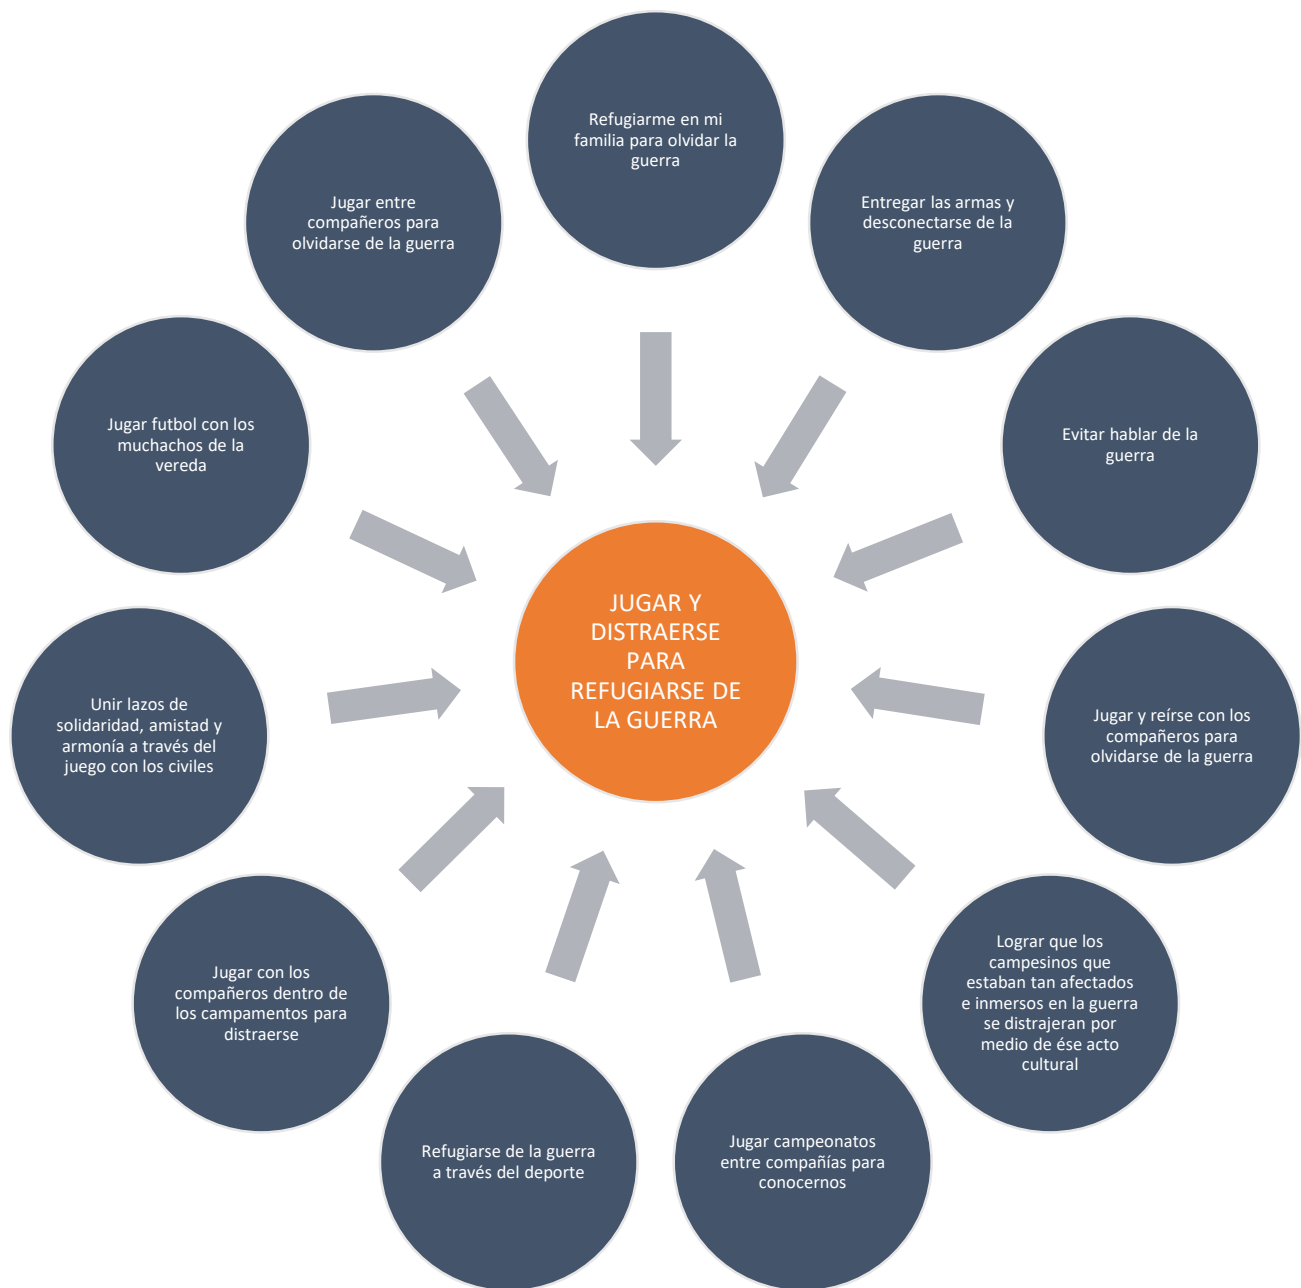 Refugiarme en mi
familia para olvidar la
guerra
Entregar las armas y
desconectarse de la
guerra
Evitar hablar de la
guerra
Jugar y reírse con los
compañeros para
olvidarse de la guerra
Lograr que los
campesinos que
estaban tan afectados
e inmersos en la guerra
se distrajeran por
medio de ése acto
cultural
Jugar campeonatos
entre compañías para
conocernos
Refugiarse de la guerra
a través del deporte
Jugar con los
compañeros dentro de
los campamentos para
distraerse
Unir lazos de
solidaridad, amistad y
armonía a través del
juego con los civiles
Jugar futbol con los
muchachos de la
vereda
Jugar entre
compañeros para
olvidarse de la guerra
JUGAR Y
DISTRAERSE
PARA
REFUGIARSE DE
LA GUERRA